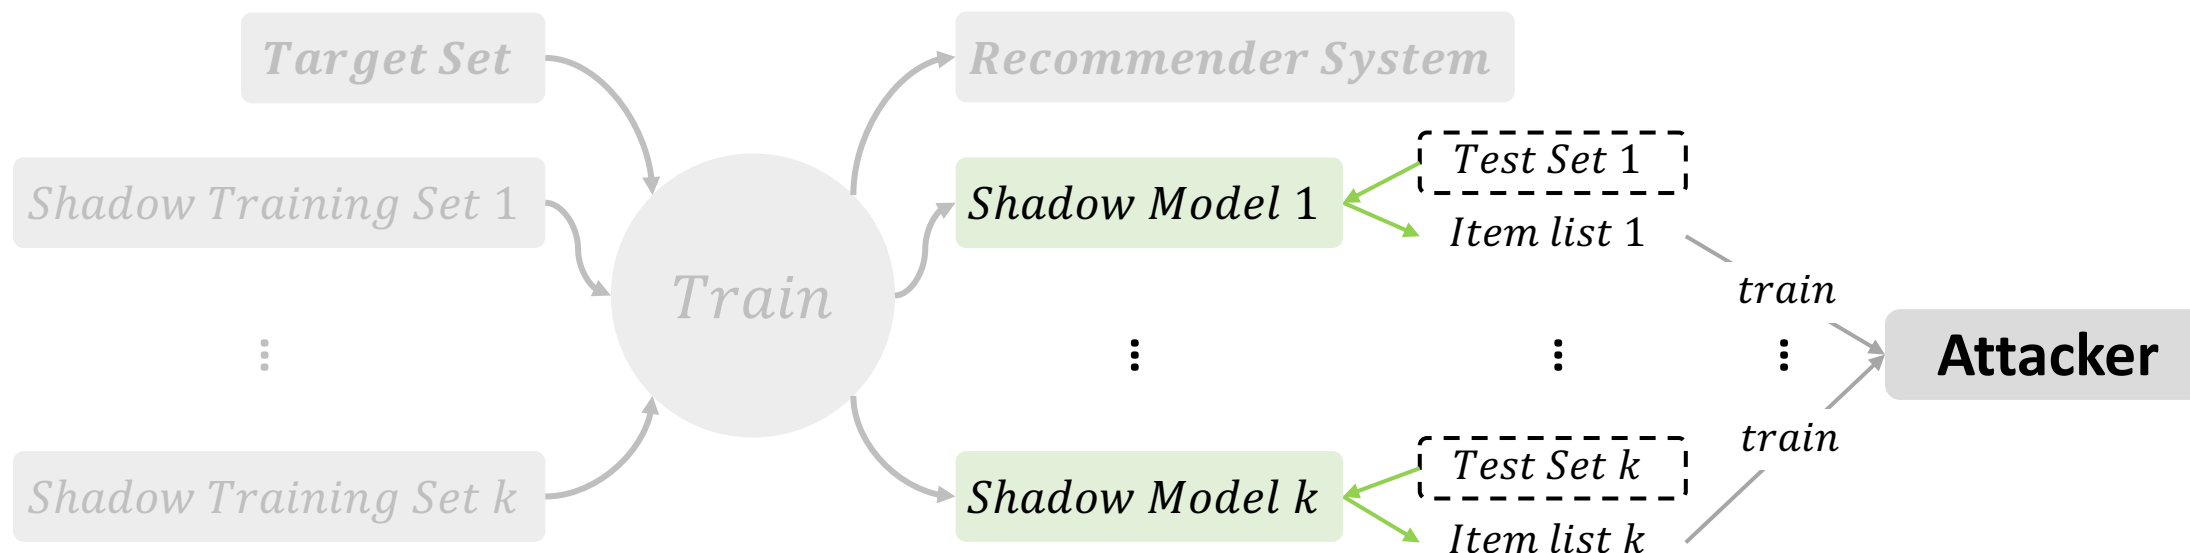 Target Set
Recommender System
Shadow Training Set 1
Shadow Model 1
Test Set 1
Item list 1
Train
train
Attacker
train
Shadow Training Set k
Shadow Model k
Test Set k
Item list k